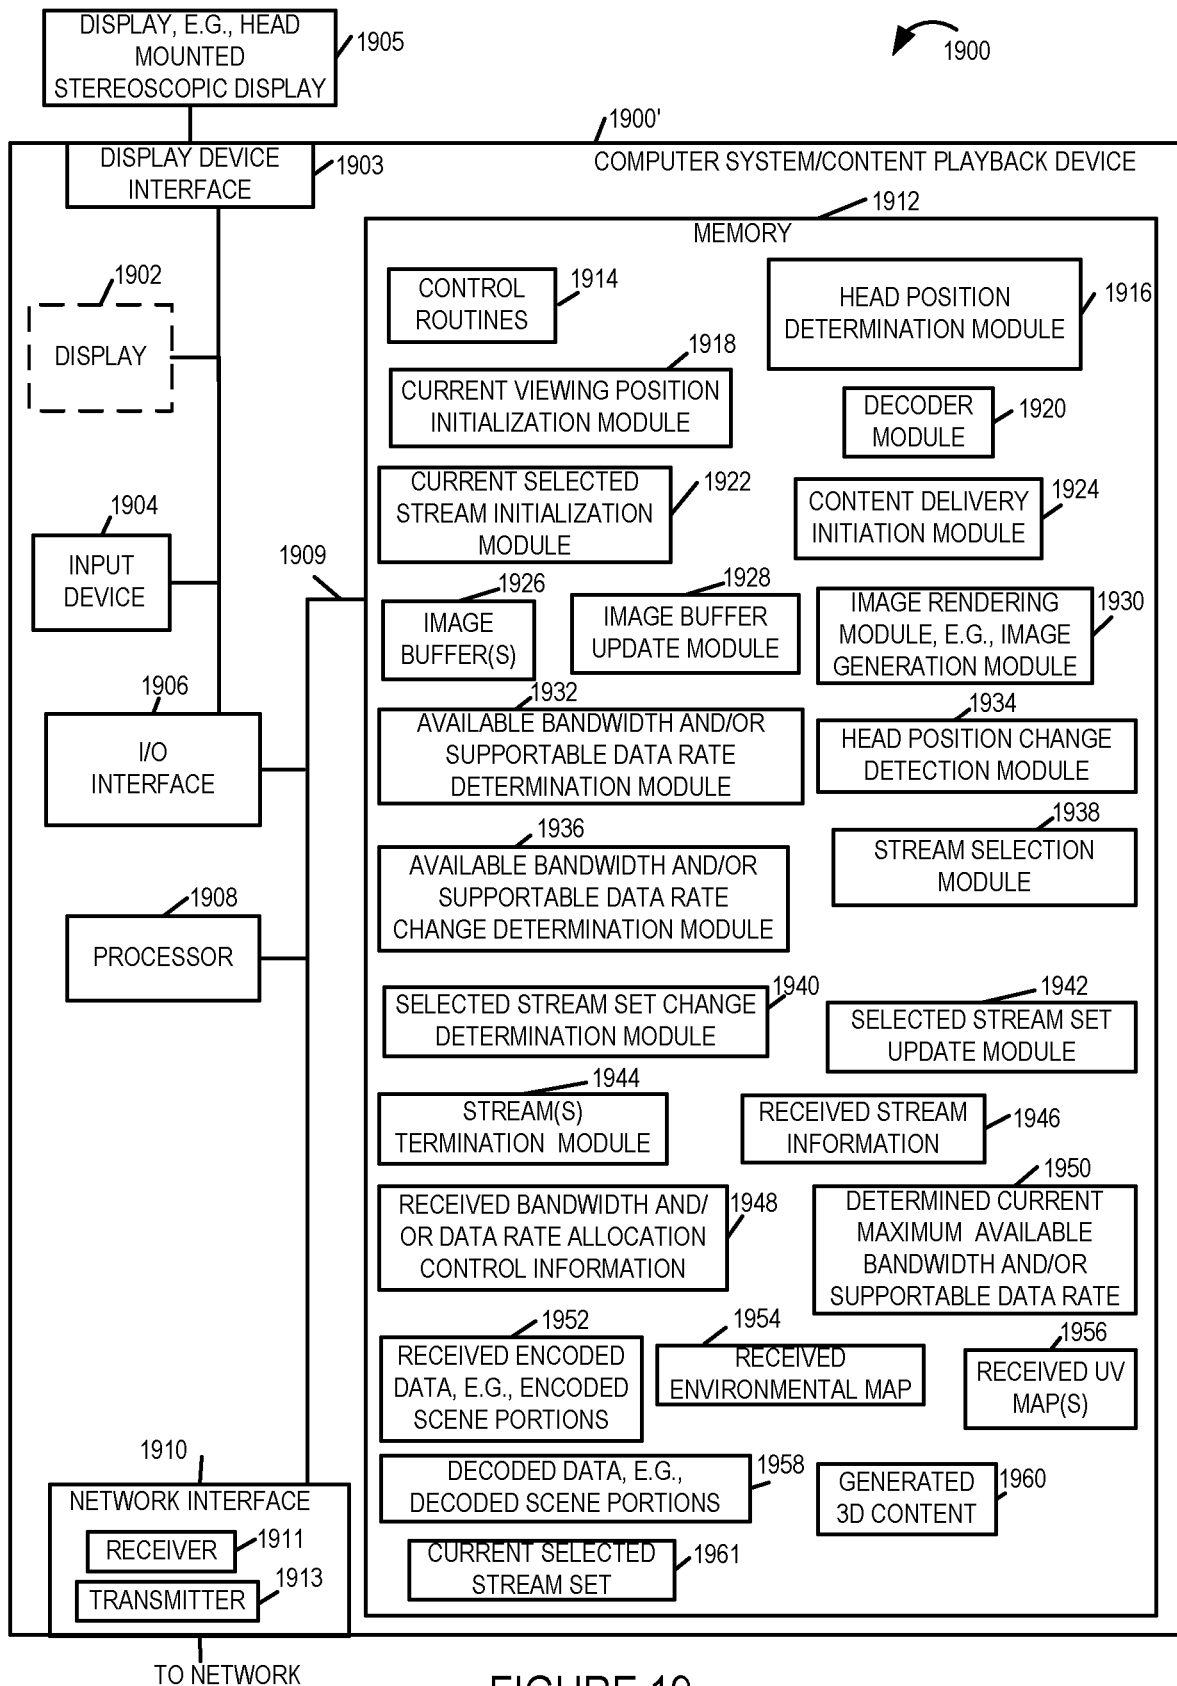 DISPLAY, E.G., HEAD
MOUNTED
STEREOSCOPIC DISPLAY
1905
1900
1900'
DISPLAY DEVICE
INTERFACE
1903
COMPUTER SYSTEM/CONTENT PLAYBACK DEVICE
1912
MEMORY
1902
DISPLAY
1904
INPUT
DEVICE
1906
I/O
INTERFACE
1908
PROCESSOR
1909
CONTROL
ROUTINES
1914
HEAD POSITION
DETERMINATION MODULE
1916
1918
CURRENT VIEWING POSITION
INITIALIZATION MODULE
DECODER
MODULE
1920
CURRENT SELECTED
STREAM INITIALIZATION
MODULE
1922
CONTENT DELIVERY
INITIATION MODULE
1924
1926
IMAGE
BUFFER(S)
1928
IMAGE BUFFER
UPDATE MODULE
IMAGE RENDERING
MODULE, E.G., IMAGE
GENERATION MODULE
1930
1932
AVAILABLE BANDWIDTH AND/OR
SUPPORTABLE DATA RATE
DETERMINATION MODULE
1934
HEAD POSITION CHANGE
DETECTION MODULE
1936
AVAILABLE BANDWIDTH AND/OR
SUPPORTABLE DATA RATE
CHANGE DETERMINATION MODULE
1938
STREAM SELECTION
MODULE
SELECTED STREAM SET CHANGE
DETERMINATION MODULE
1940
1942
SELECTED STREAM SET
UPDATE MODULE
1944
STREAM(S)
TERMINATION MODULE
RECEIVED STREAM
INFORMATION
1946
RECEIVED BANDWIDTH AND/
OR DATA RATE ALLOCATION
CONTROL INFORMATION
1948
1950
DETERMINED CURRENT
MAXIMUM AVAILABLE
BANDWIDTH AND/OR
SUPPORTABLE DATA RATE
1952
RECEIVED ENCODED
DATA, E.G., ENCODED
SCENE PORTIONS
1954
RECEIVED
ENVIRONMENTAL MAP
1956
RECEIVED UV
MAP(S)
DECODED DATA, E.G.,
DECODED SCENE PORTIONS
1958
GENERATED
3D CONTENT
1960
CURRENT SELECTED
STREAM SET
1961
1910
NETWORK INTERFACE
RECEIVER
1911
TRANSMITTER
1913
TO NETWORK
FIGURE 19